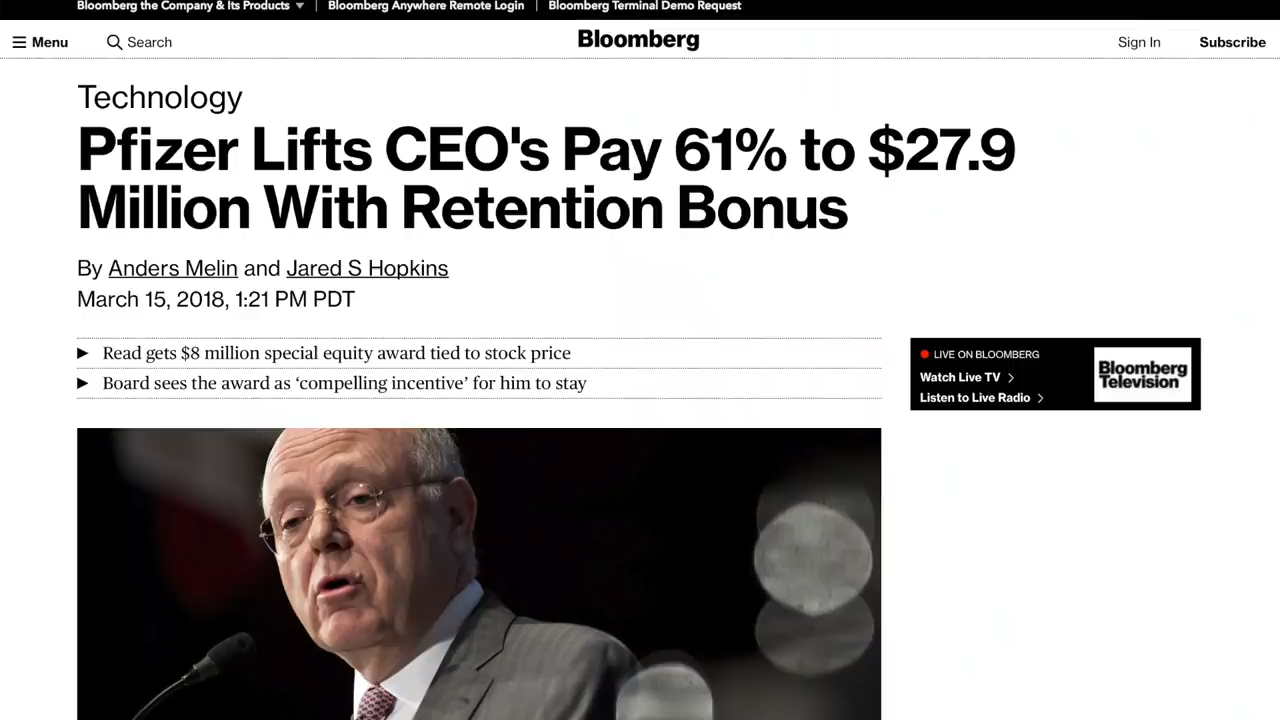 Bloomberg the Company & Its Products
Bloomberg Anywhere Remote Login
Bloomberg Terminal Demo Request
Menu
Search
Bloomberg
Sign In
Subscribe
Technology
Pfizer Lifts CEO's Pay 61% to $27.9
Million With Retention Bonus
By Anders Melin and Jared S Hopkins
March 15, 2018, 1:21 PM PDT
Read gets $8 million special equity award tied to stock price
Board sees the award as ‘compelling incentive’ for him to stay
LIVE ON BLOOMBERG
Watch Live TV
Listen to Live Radio
Bloomberg
Television